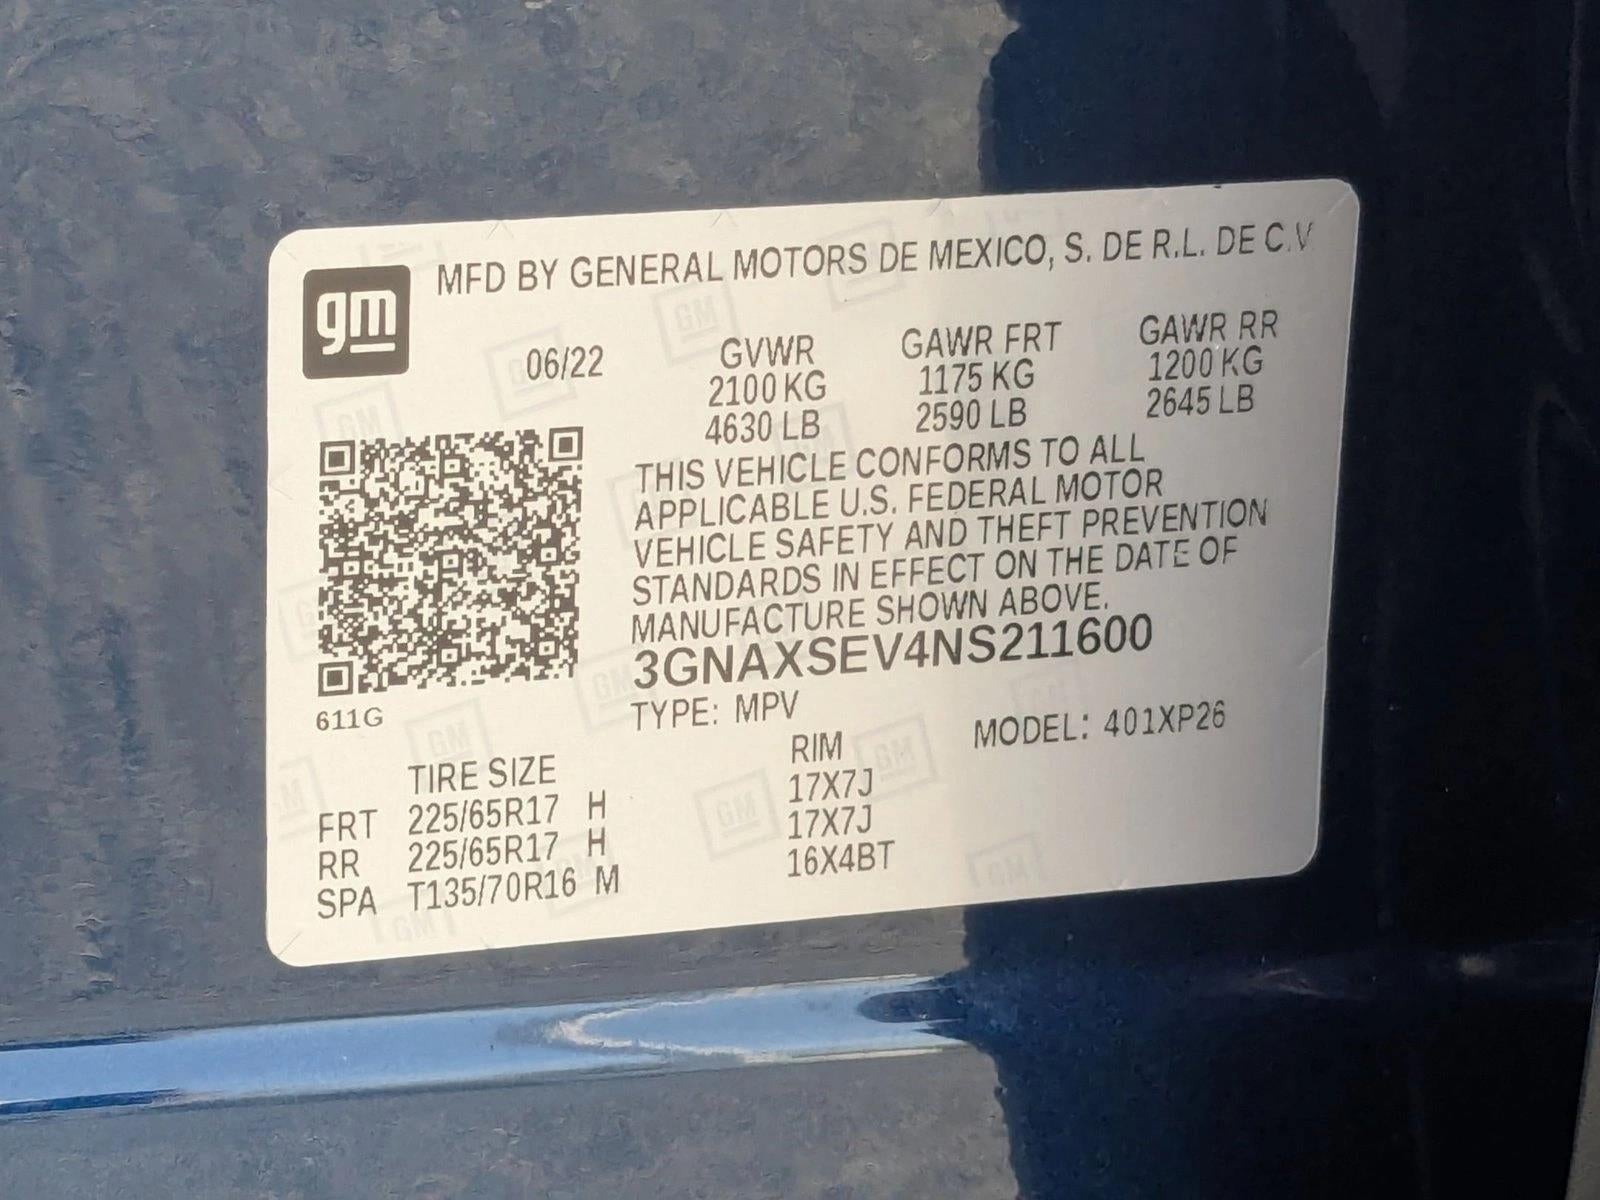 gm
MFD BY GENERAL MOTORS DE MEXICO, S. DE R.L. DE C.V
06/22
GVWR GAWR FRT GAWR RR
2100 KG 1175 KG 1200 KG
4630 LB 2590 LB 2645 LB
THIS VEHICLE CONFORMS TO ALL
APPLICABLE U.S. FEDERAL MOTOR
VEHICLE SAFETY AND THEFT PREVENTION
STANDARDS IN EFFECT ON THE DATE OF
MANUFACTURE SHOWN ABOVE.
3GNAXSEV4NS211600
611G
TYPE: MPV MODEL: 401XP26
TIRE SIZE RIM
FRT 225/65R17 H 17X7J
RR 225/65R17 H 17X7J
SPA T135/70R16 M 16X4BT